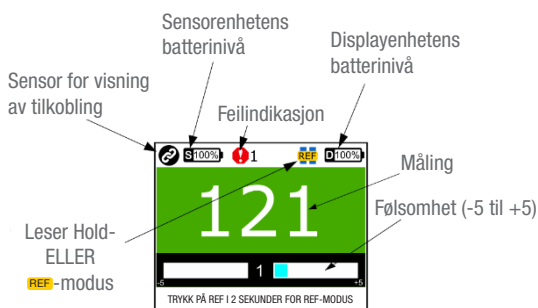 Sensorenhetens
batterinivå
Displayenhetens
batterinivå
Sensor for visning
av tilkobling
Feilindikasjon
S100%
! 1
REF
D100%
Måling
121
Følsomhet (-5 til +5)
Leser Hold-
ELLER
REF-modus
1
-5
+5
TRYKK PÅ REF I 2 SEKUNDER FOR REF-MODUS